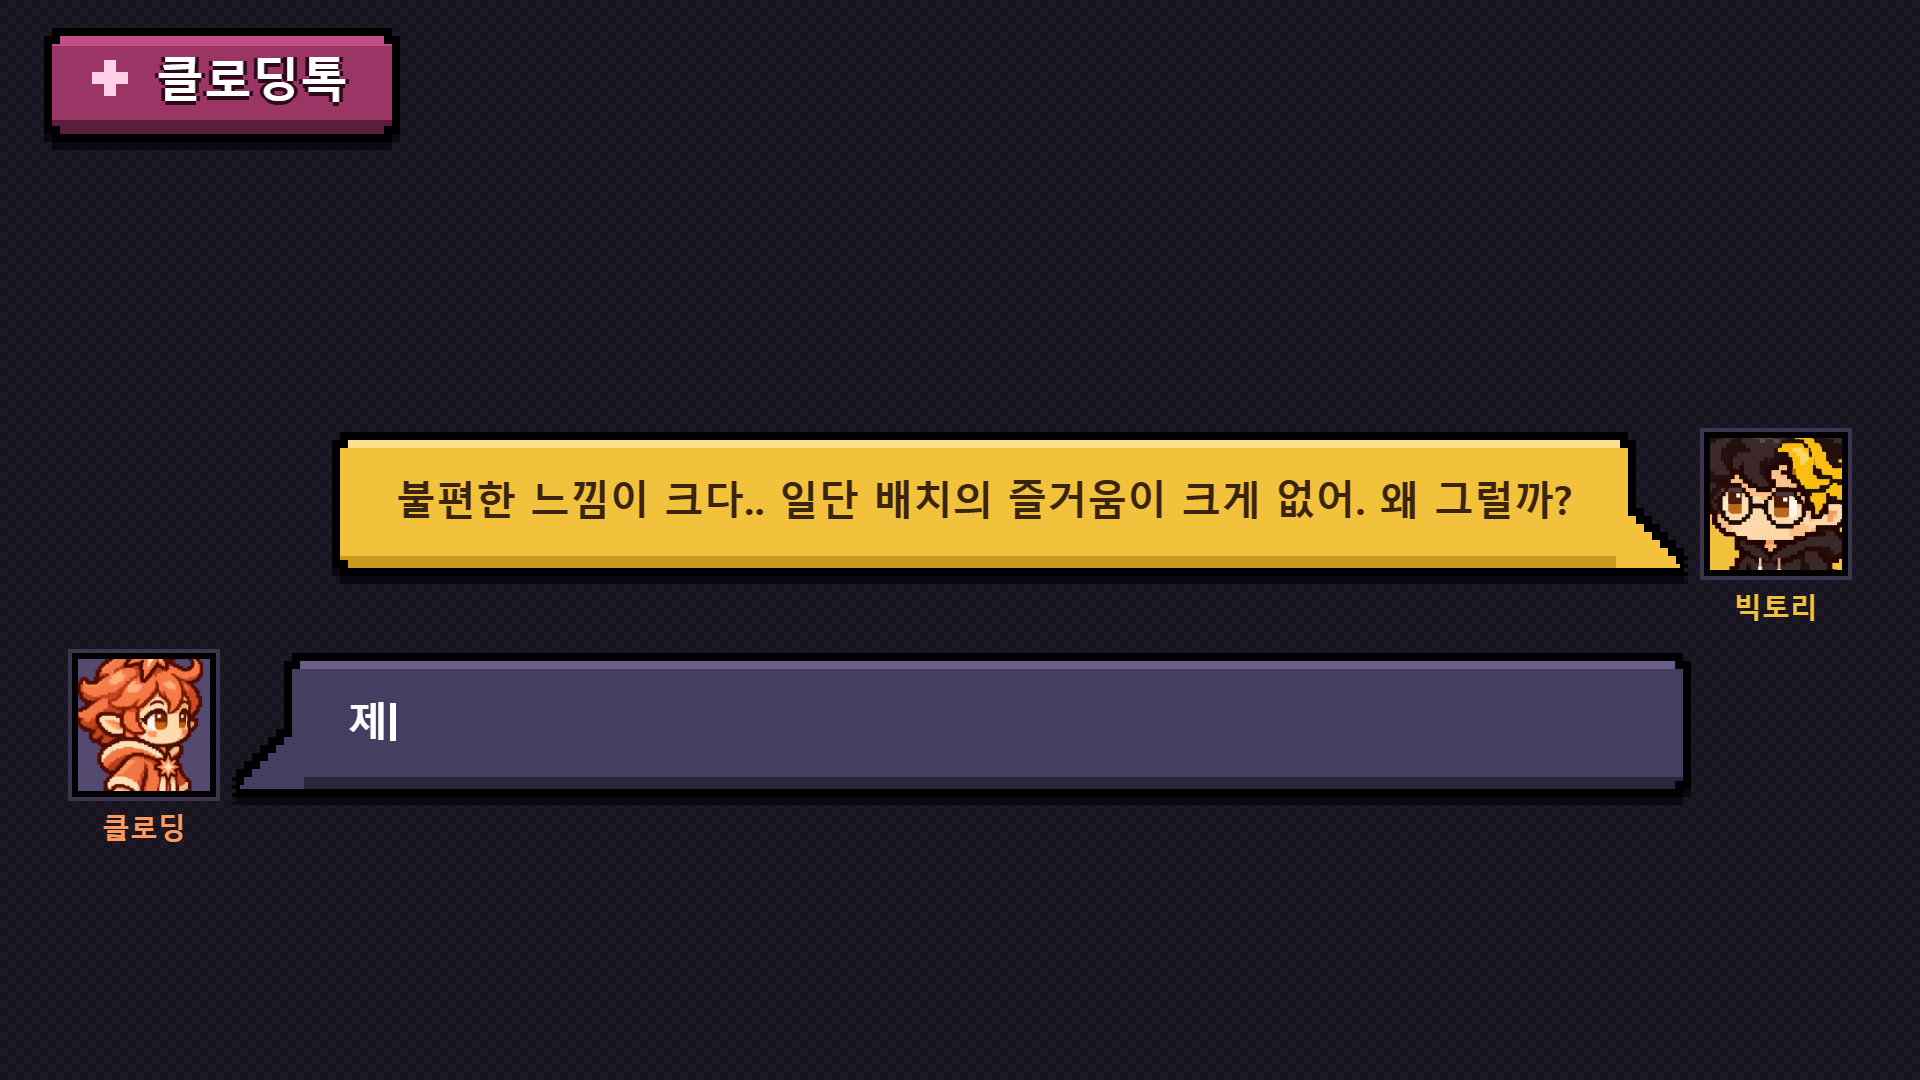 클로딩톡
불편한 느낌이 크다.. 일단 배치의 즐거움이 크게 없어. 왜 그럴까?
빅토리
제
클로딩